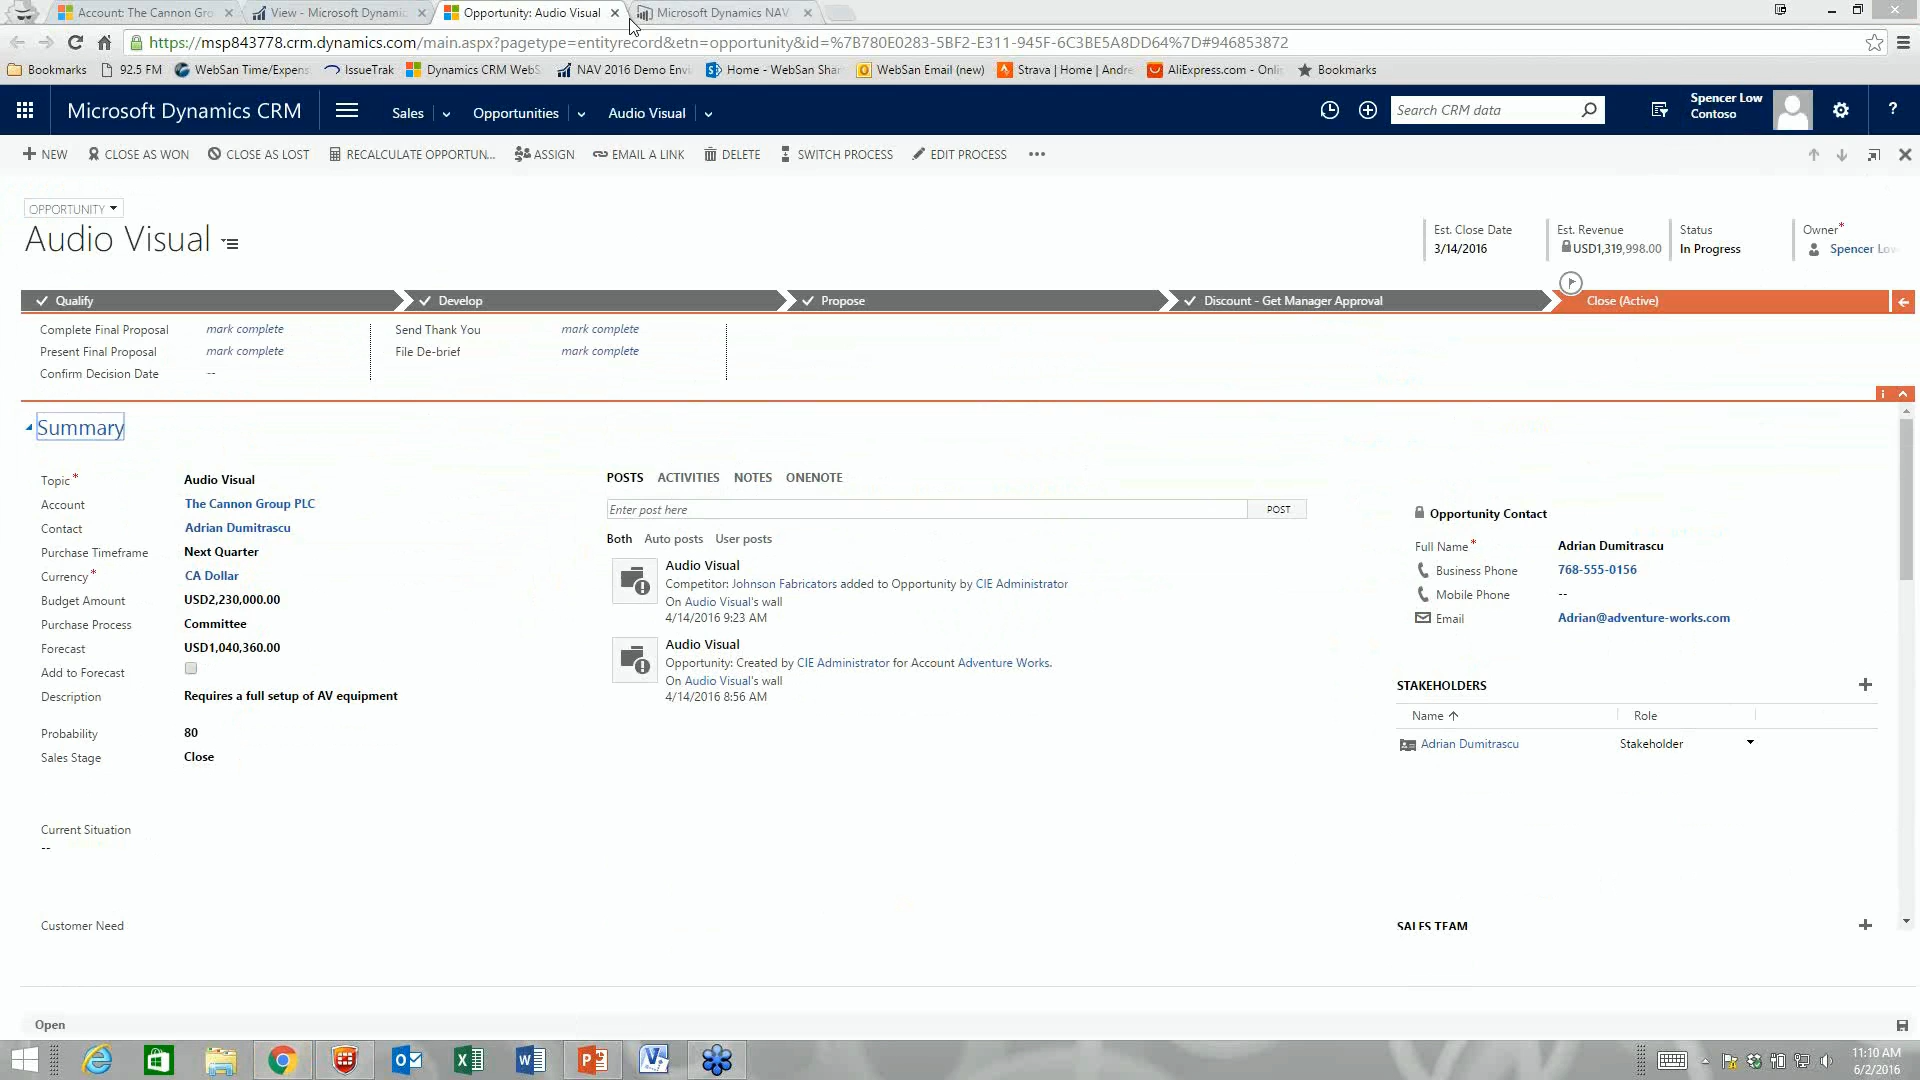 Account: The Cannon Gro
View - Microsoft Dynamic
Opportunity: Audio Visual
Microsoft Dynamics NAV
https://msp843778.crm.dynamics.com/main.aspx?pagetype=entityrecord&etn=opportunity&id=%7B780E0283-5BF2-E311-945F-6C3BE5A8DD64%7D#946853872
Bookmarks
92.5 FM
WebSan Time/Expens
IssueTrak
Dynamics CRM WebS
NAV 2016 Demo Envi
Home - WebSan Shar
WebSan Email (new)
Strava | Home | Andre
AliExpress.com - Onli
Bookmarks
Microsoft Dynamics CRM
Sales
Opportunities
Audio Visual
Search CRM data
Spencer Low
Contoso
?
NEW
CLOSE AS WON
CLOSE AS LOST
RECALCULATE OPPORTUN...
ASSIGN
EMAIL A LINK
DELETE
SWITCH PROCESS
EDIT PROCESS
OPPORTUNITY
Audio Visual
Est. Close Date
3/14/2016
Est. Revenue
USD1,319,998.00
Status
In Progress
Owner*
Spencer Low
Qualify
Develop
Propose
Discount - Get Manager Approval
Close (Active)
Complete Final Proposal mark complete
Present Final Proposal mark complete
Confirm Decision Date --
Send Thank You mark complete
File De-brief mark complete
i
Summary
Topic* Audio Visual
Account The Cannon Group PLC
Contact Adrian Dumitrascu
Purchase Timeframe Next Quarter
Currency* CA Dollar
Budget Amount USD2,230,000.00
Purchase Process Committee
Forecast USD1,040,360.00
Add to Forecast
Description Requires a full setup of AV equipment
Probability 80
Sales Stage Close
Current Situation
--
Customer Need
POSTS ACTIVITIES NOTES ONENOTE
Enter post here
POST
Both Auto posts User posts
Audio Visual
Competitor: Johnson Fabricators added to Opportunity by CIE Administrator
On Audio Visual's wall
4/14/2016 9:23 AM
Audio Visual
Opportunity: Created by CIE Administrator for Account Adventure Works.
On Audio Visual's wall
4/14/2016 8:56 AM
Opportunity Contact
Full Name* Adrian Dumitrascu
Business Phone 768-555-0156
Mobile Phone --
Email Adrian@adventure-works.com
STAKEHOLDERS
Name Role
Adrian Dumitrascu Stakeholder
SALES TEAM
Open
11:10 AM
6/2/2016